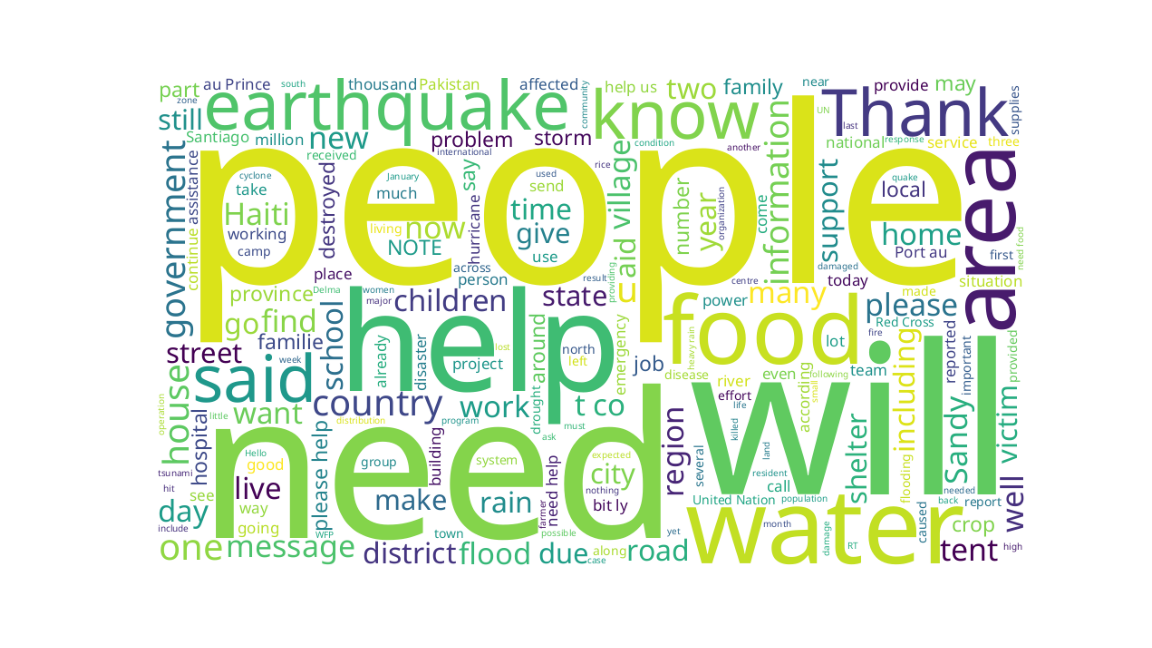 part
au Prince
south
thousand
Pakistan
affected
community
help us
two
family
near
provide
may
supplies
zone
earthquake
know
Thank
UN
last
still
Santiago
million
new
problem
storm
information
national
response
service
three
received
international
condition
another
government
assistance
continue
people
cyclone
take
January
much
say
hurricane
used
send
rice
village
number
year
organization
come
support
quake
local
area
Haiti
destroyed
working
camp
living
now
NOTE
time
give
use
aid
home
Port au
first
need food
place
across
person
result
providing
damaged
today
situation
province
Delma
women
major
children
state
centre
power
many
made
please
Red Cross
go
find
school
help
around
north
left
emergency
food
heavy rain
fire
lot
including
reported
important
provided
street
familie
week
already
disaster
lost
project
job
disease
river
even
according
small
following
team
house
said
country
work
t co
drought
effort
life
will
Sandy
victim
operation
hospital
little
want
distribution
program
must
ask
region
several
killed
land
shelter
flooding
tsunami
Hello
good
please help
group
building
system
need help
expected
city
nothing
resident
call
well
hit
see
live
way
make
rain
farmer
bit ly
United Nation
population
needed
back
report
day
include
going
WFP
need
town
possible
yet
water
month
damage
RT
caused
crop
one
message
district
flood
due
case
along
road
tent
high